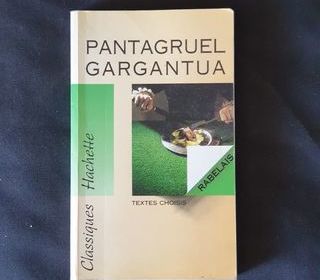 PANTAGRUEL
GARGANTUA
RABELAIS
TEXTES CHOISIS
Classiques Hachette